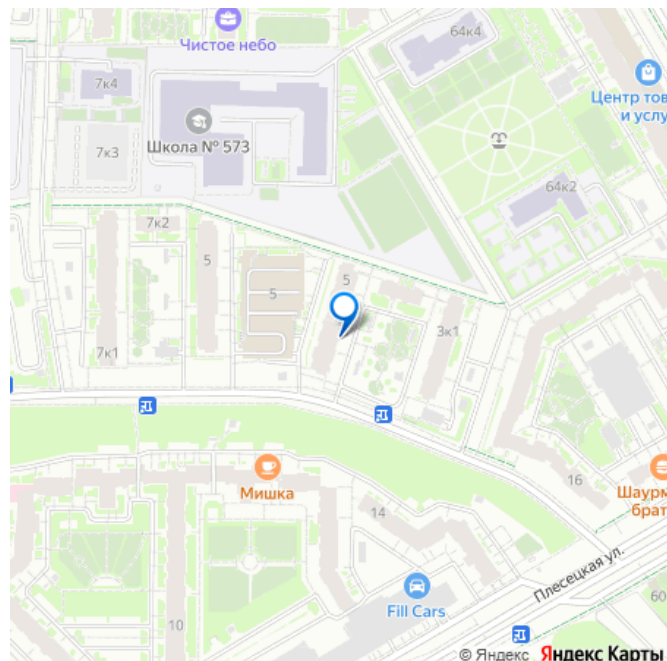 Чистое небо
64к4
7к4
Центр тов
и услу
7к3
Школа № 573
64к2
7к2
5
5
5
3к1
7к1
Мишка
16
Шаурм
брат
14
Плесецкая ул.
Fill Cars
60
10
© Яндекс Яндекс Карты